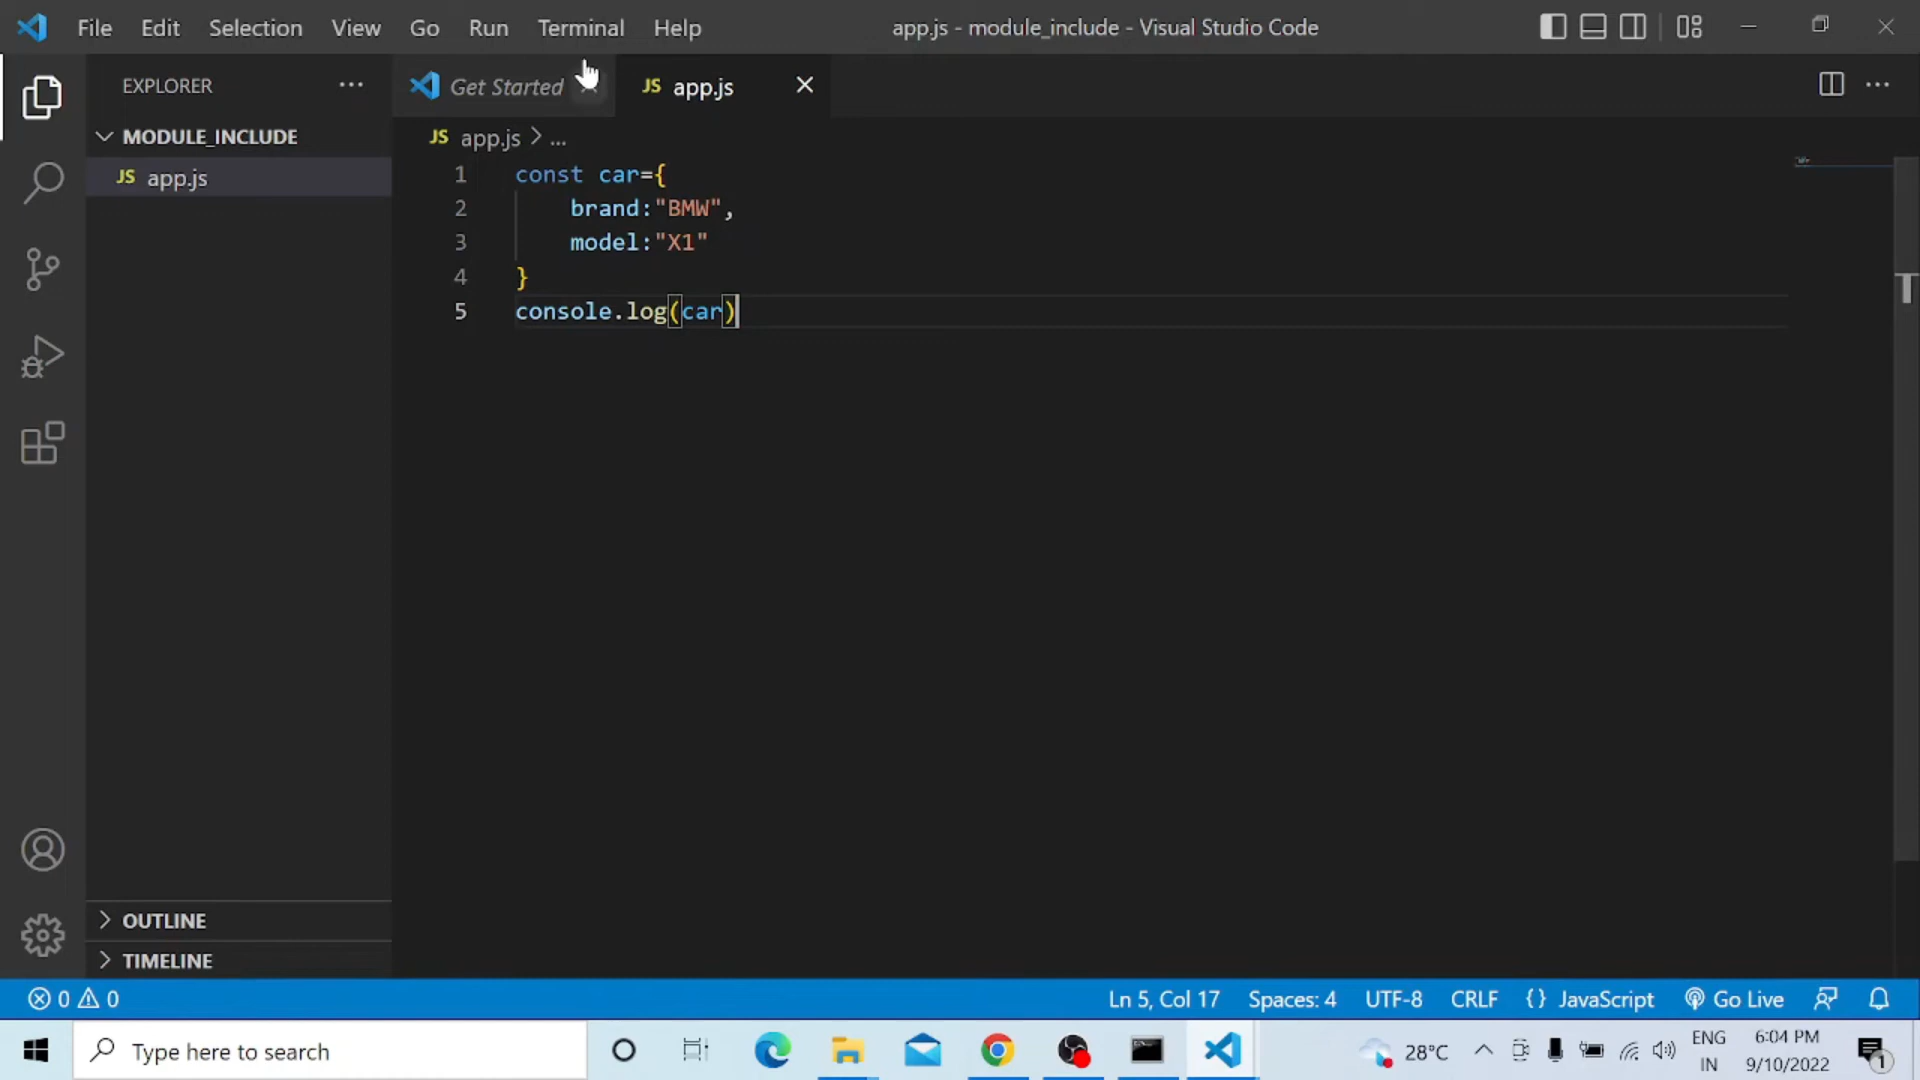 File Edit Selection View Go Run Terminal Help app.js - module_include - Visual Studio Code
EXPLORER
Get Started
JS app.js
MODULE_INCLUDE
JS app.js
JS app.js > ...
1 const car={
2 brand:"BMW",
3 model:"X1"
4 }
5 console.log(car)
OUTLINE
TIMELINE
0 0
Ln 5, Col 17 Spaces: 4 UTF-8 CRLF {} JavaScript Go Live
Type here to search
28°C
ENG
IN
6:04 PM
9/10/2022
1